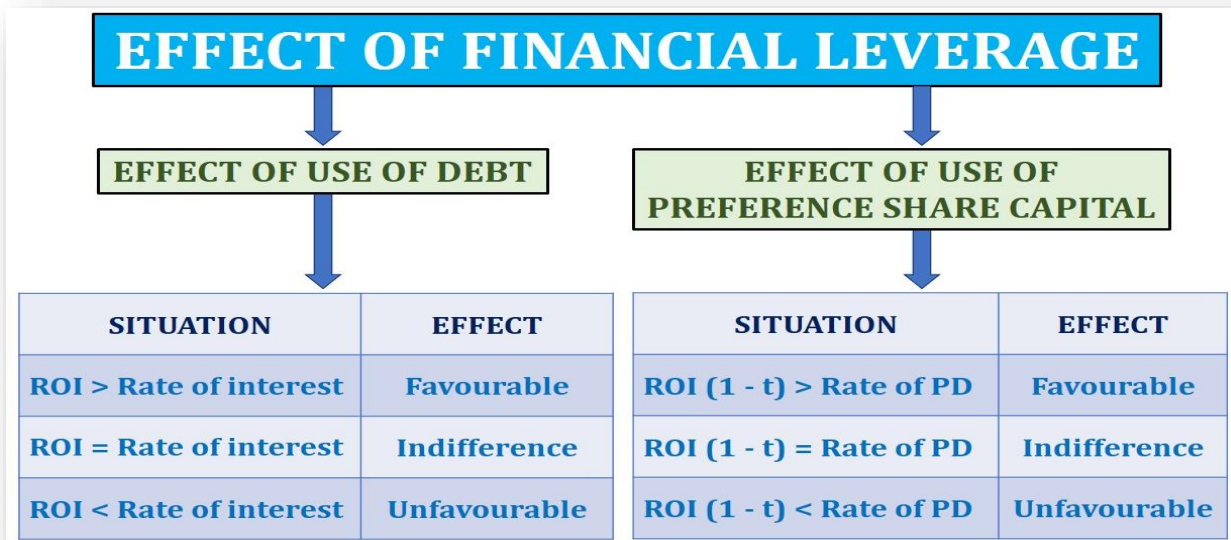 EFFECT OF FINANCIAL LEVERAGE
EFFECT OF USE OF DEBT
SITUATION EFFECT
ROI > Rate of interest Favourable
ROI = Rate of interest Indifference
ROI < Rate of interest Unfavourable
EFFECT OF USE OF
PREFERENCE SHARE CAPITAL
SITUATION EFFECT
ROI (1 - t) > Rate of PD Favourable
ROI (1 - t) = Rate of PD Indifference
ROI (1 - t) < Rate of PD Unfavourable